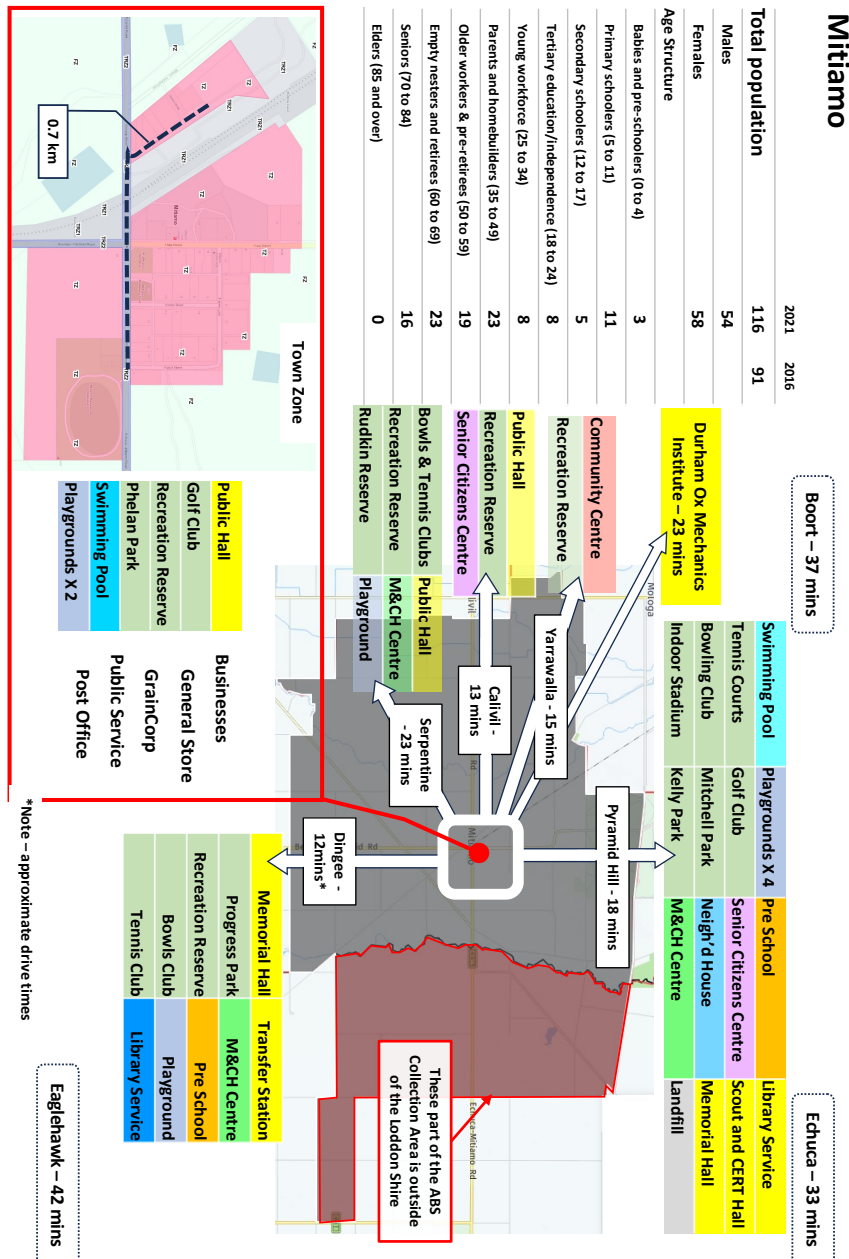 Mitiamo
2021 2016
Total population 116 91
Males 54
Females 58
Age Structure
Babies and pre-schoolers (0 to 4) 3
Primary schoolers (5 to 11) 11
Secondary schoolers (12 to 17) 5
Tertiary education/independence (18 to 24) 8
Young workforce (25 to 34) 8
Parents and homebuilders (35 to 49) 23
Older workers & pre-retirees (50 to 59) 19
Empty nesters and retirees (60 to 69) 23
Seniors (70 to 84) 16
Elders (85 and over) 0
Boort – 37 mins
Echuca – 33 mins
Eaglehawk – 42 mins
Durham Ox Mechanics
Institute – 23
mins
Community Centre
Recreation Reserve
Public Hall
Recreation Reserve
Senior Citizens Centre
Bowls & Tennis Clubs Public Hall
Recreation Reserve M&CH Centre
Rudkin Reserve Playground
Swimming Pool Playgrounds X 4 Pre School Library Service
Tennis Courts Golf Club Senior Citizens Centre Scout and CERT Hall
Bowling Club Mitchell Park Neigh'd House Memorial Hall
Indoor Stadium Kelly Park M&CH Centre Landfill
Mologa
Yarrawalla - 15 mins
Pyramid Hill - 18 mins
Calivil -
13 mins
Serpentine
- 23 mins
Dingee -
12mins*
Rd
Mitiamo
Echuca-Mitiamo Rd
These part of the ABS
Collection Area is outside
of the Loddon Shire
Memorial Hall Transfer Station
Progress Park M&CH Centre
Recreation Reserve Pre School
Bowls Club Playground
Tennis Club Library Service
*Note – approximate drive times
Town Zone
0.7 km
Mitiamo
FZ
TZ
TRZ1
TRZ2
Public Hall
Golf Club
Recreation Reserve
Phelan Park
Swimming Pool
Playgrounds X 2
Businesses
General Store
GrainCorp
Public Service
Post Office